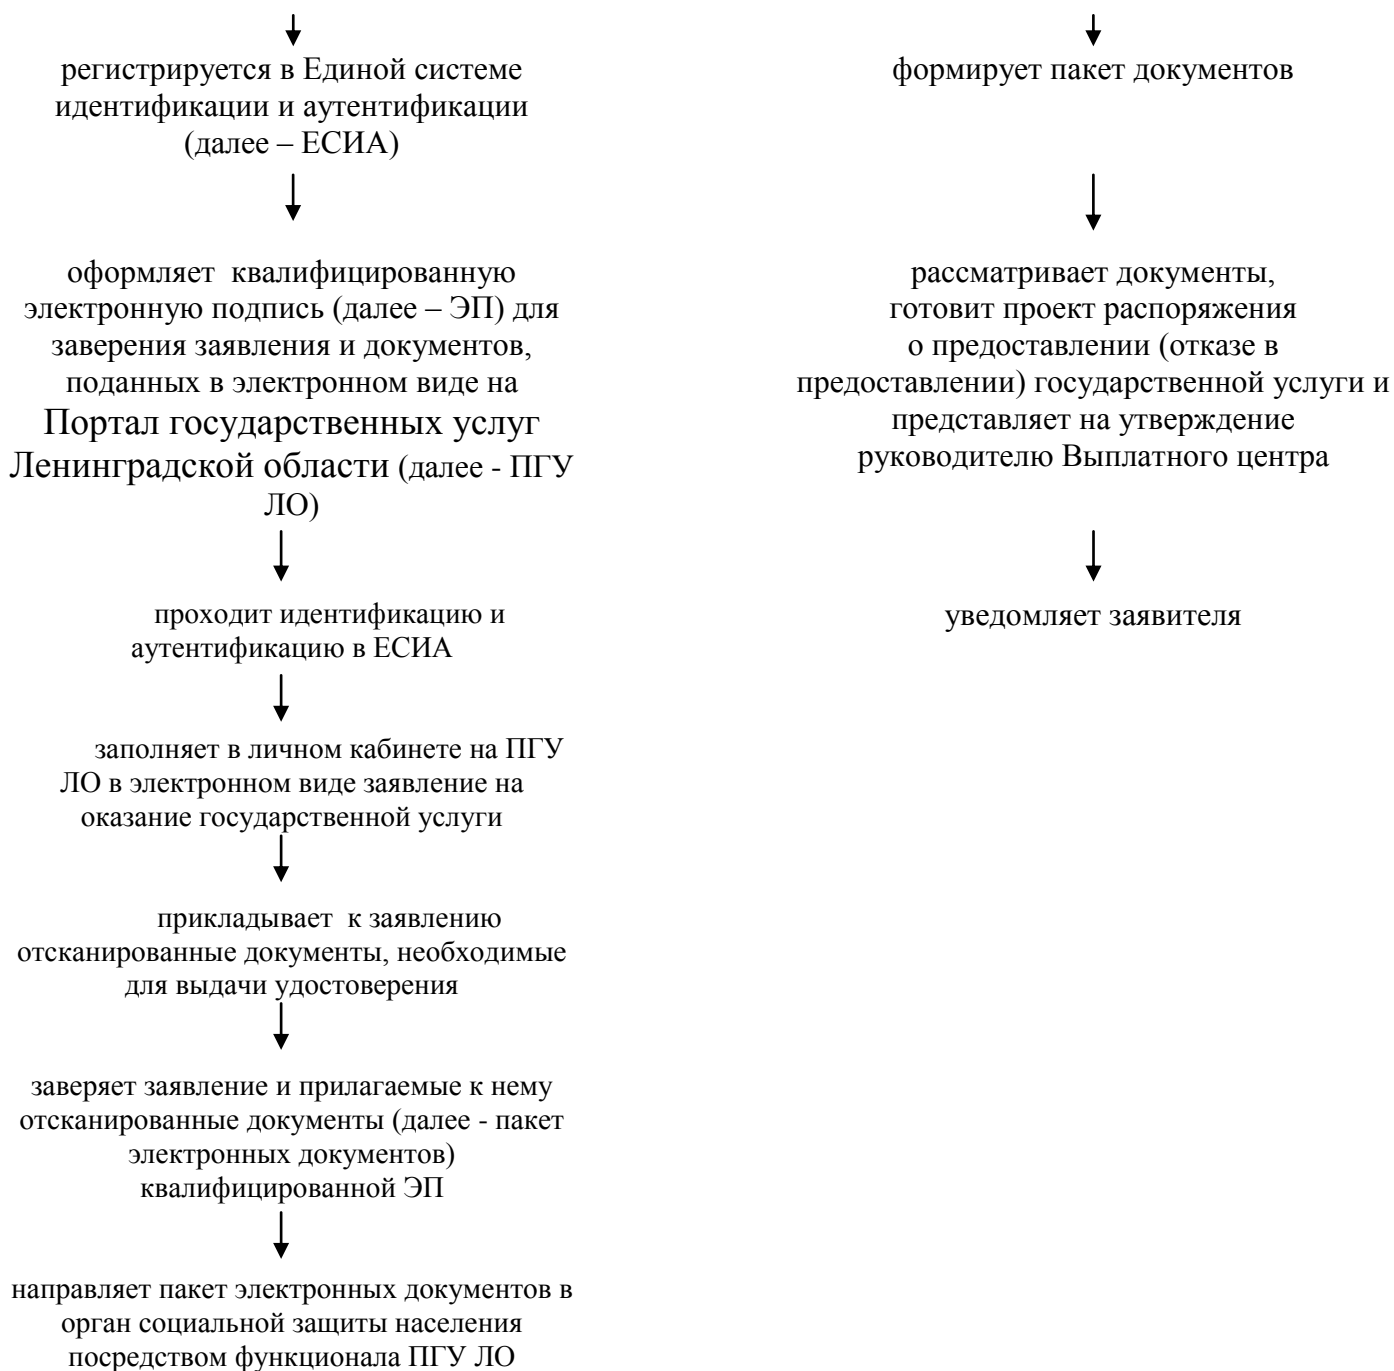 регистрируется в Единой системе
идентификации и аутентификации
(далее – ЕСИА)
оформляет квалифицированную
электронную подпись (далее – ЭП) для
заверения заявления и документов,
поданных в электронном виде на
Портал государственных услуг
Ленинградской области (далее - ПГУ
ЛО)
проходит идентификацию и
аутентификацию в ЕСИА
заполняет в личном кабинете на ПГУ
ЛО в электронном виде заявление на
оказание государственной услуги
прикладывает к заявлению
отсканированные документы, необходимые
для выдачи удостоверения
заверяет заявление и прилагаемые к нему
отсканированные документы (далее - пакет
электронных документов)
квалифицированной ЭП
направляет пакет электронных документов в
орган социальной защиты населения
посредством функционала ПГУ ЛО
формирует пакет документов
рассматривает документы,
готовит проект распоряжения
о предоставлении (отказе в
предоставлении) государственной услуги и
представляет на утверждение
руководителю Выплатного центра
уведомляет заявителя